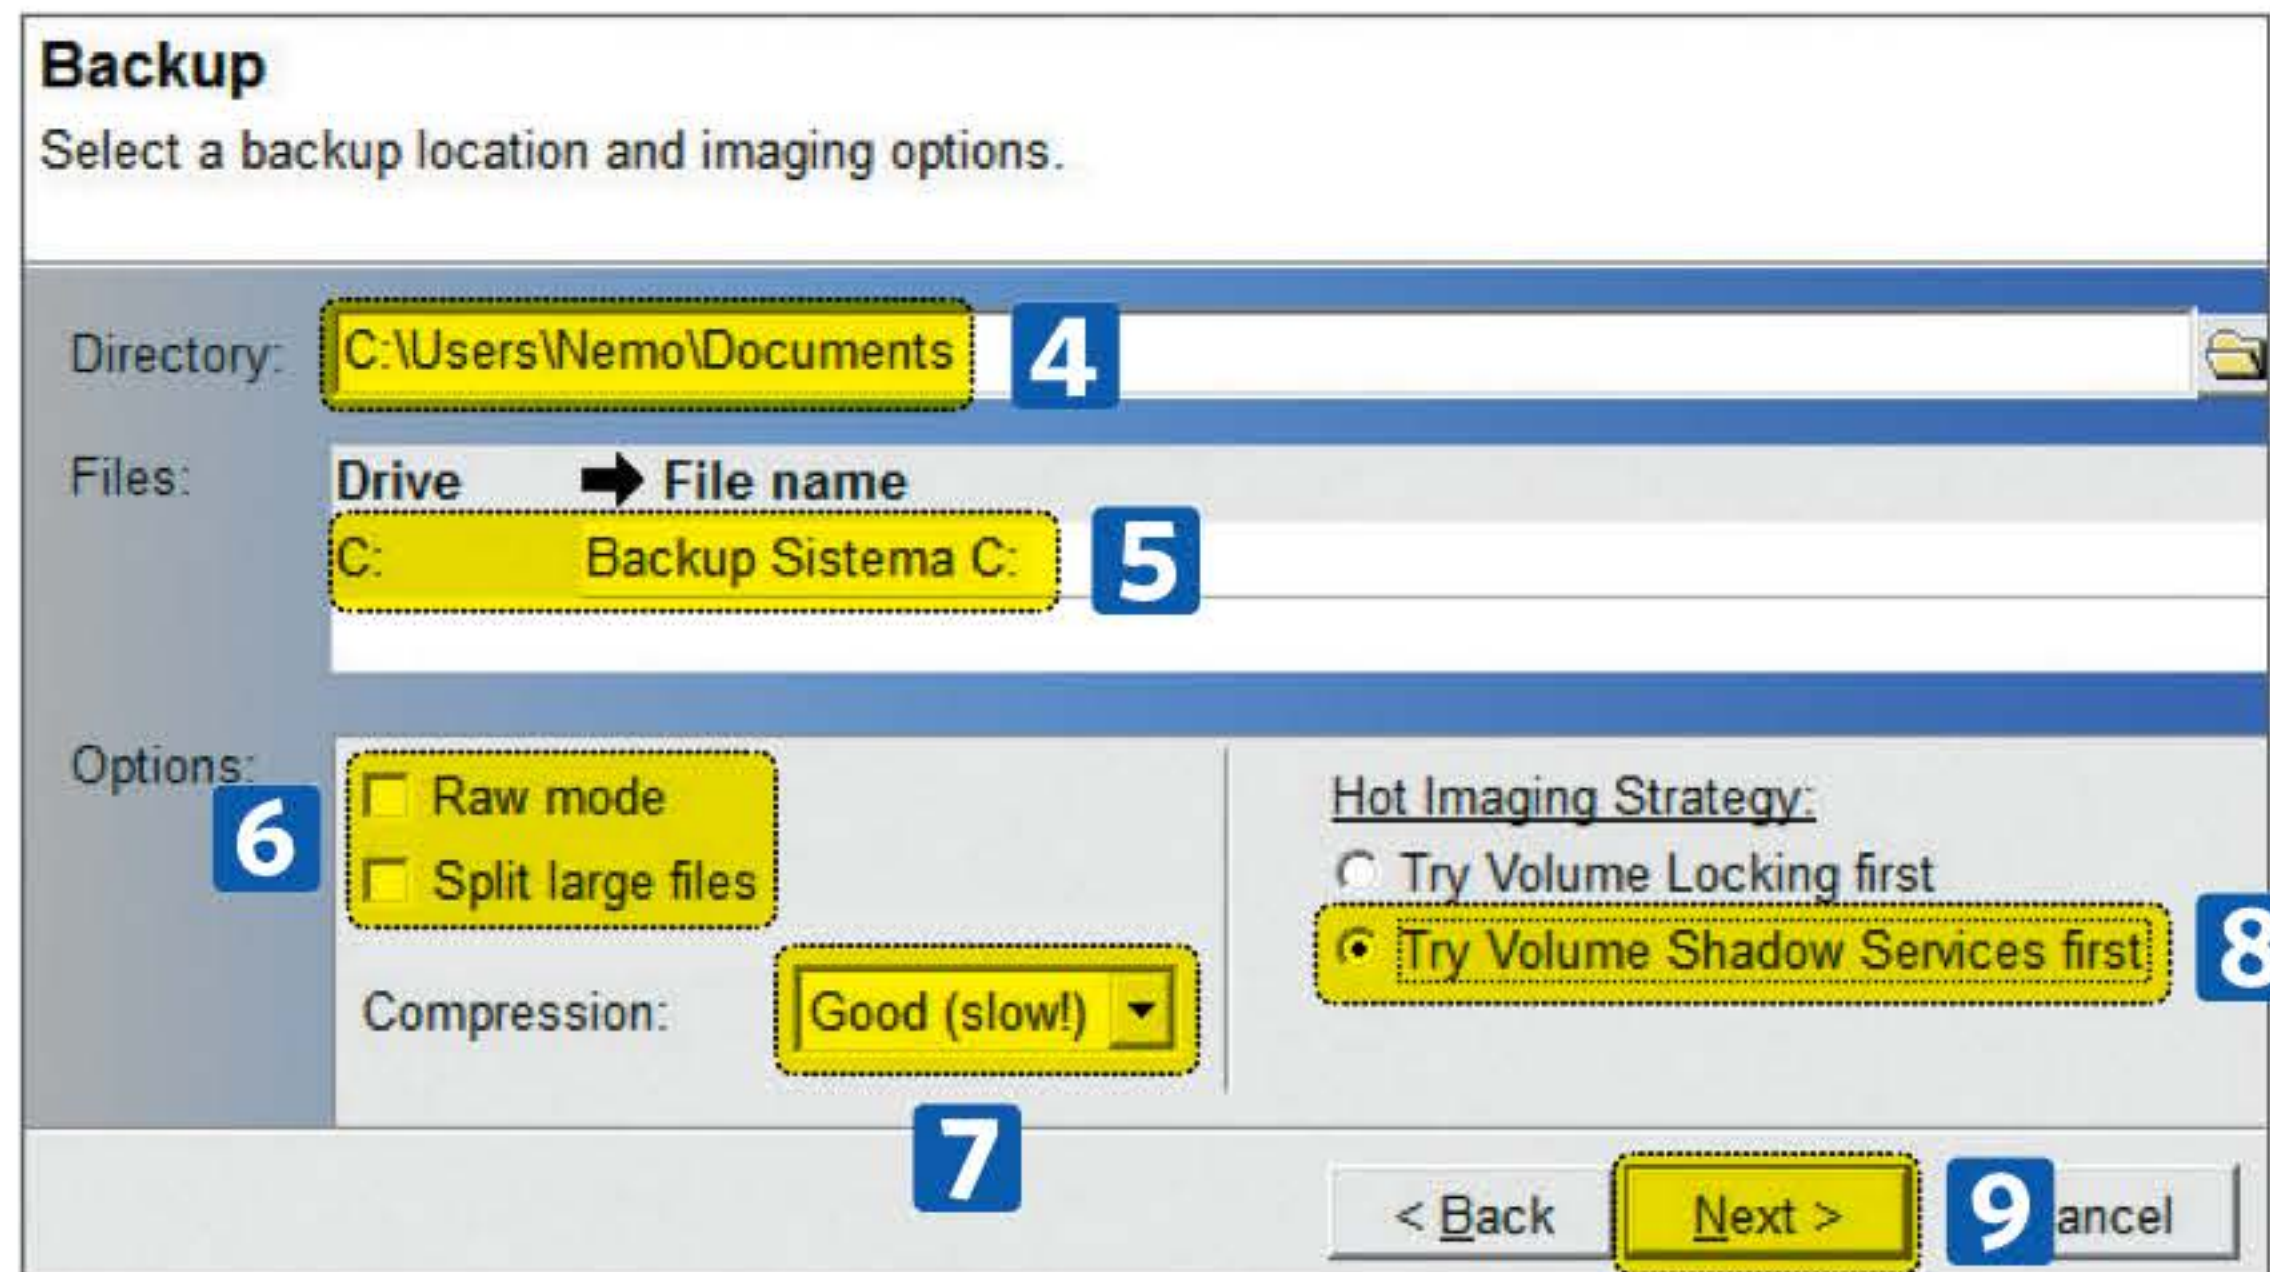 Backup
Select a backup location and imaging options.
Directory: C:\Users\Nemo\Documents 4
Files: Drive File name
C: Backup Sistema C: 5
Options:
6
Raw mode
Split large files
Compression: Good (slow!)
7
Hot Imaging Strategy:
Try Volume Locking first
Try Volume Shadow Services first 8
< Back Next > 9 ancel